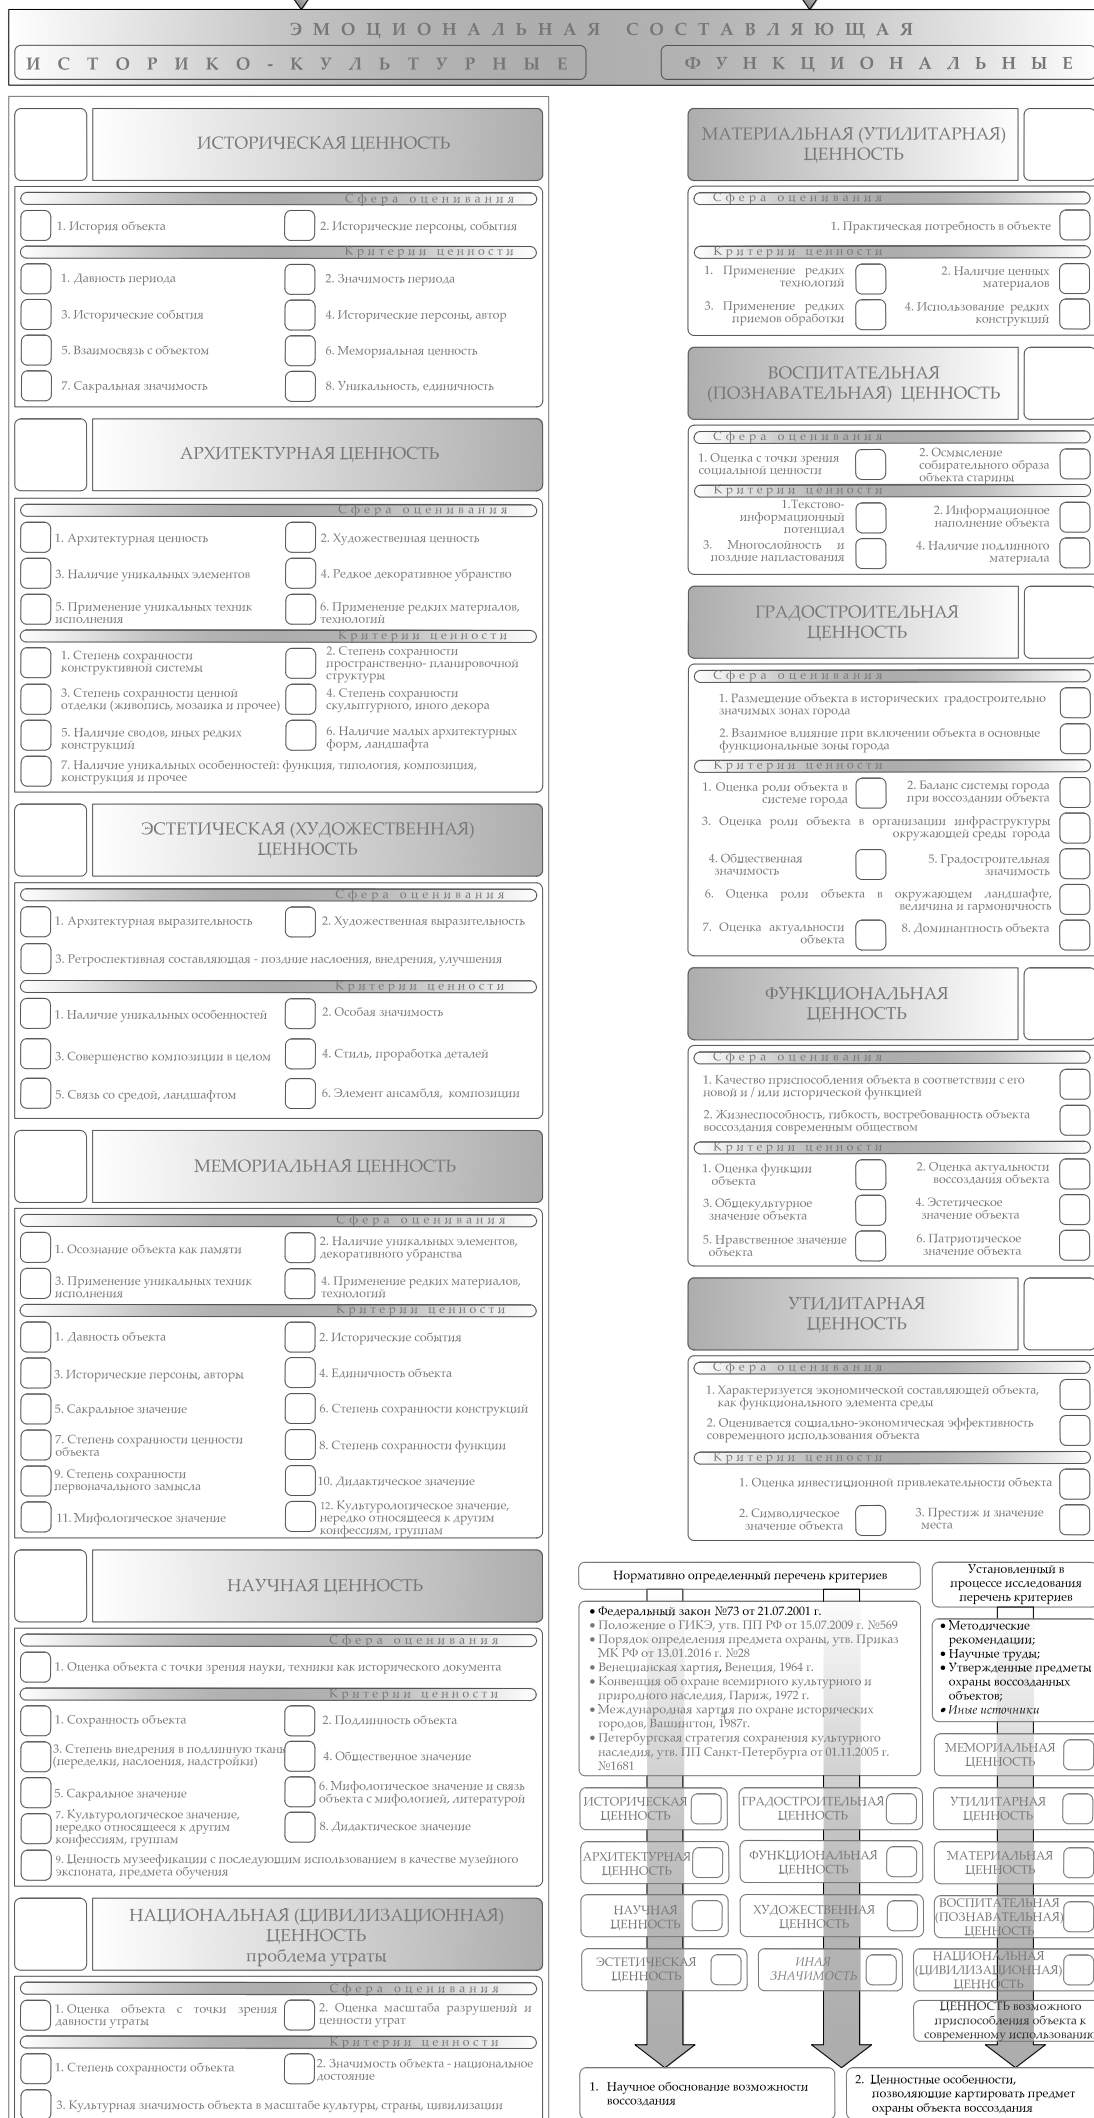 ЭМОЦИОНАЛЬНАЯ СОСТАВЛЯЮЩАЯ
ИСТОРИКО-КУЛЬТУРНЫЕ
ФУНКЦИОНАЛЬНЫЕ
ИСТОРИЧЕСКАЯ ЦЕННОСТЬ
Сфера оценивания
1. История объекта
2. Исторические персоны, события
Критерии ценности
1. Давность периода
2. Значимость периода
3. Исторические события
4. Исторические персоны, автор
5. Взаимосвязь с объектом
6. Мемориальная ценность
7. Сакральная значимость
8. Уникальность, единичность
АРХИТЕКТУРНАЯ ЦЕННОСТЬ
Сфера оценивания
1. Архитектурная ценность
2. Художественная ценность
3. Наличие уникальных элементов
4. Редкое декоративное убранство
5. Применение уникальных техник
исполнения
6. Применение редких материалов,
технологий
Критерии ценности
1. Степень сохранности
конструктивной системы
2. Степень сохранности
пространственно- планировочной
структуры
3. Степень сохранности ценной
отделки (живопись, мозаика и прочее)
4. Степень сохранности
скульптурного, иного декора
5. Наличие сводов, иных редких
конструкций
6. Наличие малых архитектурных
форм, ландшафта
7. Наличие уникальных особенностей: функция, типология, композиция,
конструкция и прочее
ЭСТЕТИЧЕСКАЯ (ХУДОЖЕСТВЕННАЯ)
ЦЕННОСТЬ
Сфера оценивания
1. Архитектурная выразительность
2. Художественная выразительность
3. Ретроспективная составляющая - поздние наслоения, внедрения, улучшения
Критерии ценности
1. Наличие уникальных особенностей
2. Особая значимость
3. Совершенство композиции в целом
4. Стиль, проработка деталей
5. Связь со средой, ландшафтом
6. Элемент ансамбля, композиции
МЕМОРИАЛЬНАЯ ЦЕННОСТЬ
Сфера оценивания
1. Осознание объекта как памяти
2. Наличие уникальных элементов,
декоративного убранства
3. Применение уникальных техник
исполнения
4. Применение редких материалов,
технологий
Критерии ценности
1. Давность объекта
2. Исторические события
3. Исторические персоны, авторы
4. Единичность объекта
5. Сакральное значение
6. Степень сохранности конструкций
7. Степень сохранности ценности
объекта
8. Степень сохранности функции
9. Степень сохранности
первоначального замысла
10. Дидактическое значение
11. Мифологическое значение
12. Культурологическое значение,
нередко относящееся к другим
конфессиям, группам
НАУЧНАЯ ЦЕННОСТЬ
Сфера оценивания
1. Оценка объекта с точки зрения науки, техники как исторического документа
Критерии ценности
1. Сохранность объекта
2. Подлинность объекта
3. Степень внедрения в подлинную ткань
(переделки, наслоения, надстройки)
4. Общественное значение
5. Сакральное значение
6. Мифологическое значение и связь
объекта с мифологией, литературой
7. Культурологическое значение,
нередко относящееся к другим
конфессиям, группам
8. Дидактическое значение
9. Ценность музеефикации с последующим использованием в качестве музейного
экспоната, предмета обучения
НАЦИОНАЛЬНАЯ (ЦИВИЛИЗАЦИОННАЯ)
ЦЕННОСТЬ
проблема утраты
Сфера оценивания
1. Оценка объекта с точки зрения
давности утраты
2. Оценка масштаба разрушений и
ценности утрат
Критерии ценности
1. Степень сохранности объекта
2. Значимость объекта - национальное
достояние
3. Культурная значимость объекта в масштабе культуры, страны, цивилизации
МАТЕРИАЛЬНАЯ (УТИЛИТАРНАЯ)
ЦЕННОСТЬ
Сфера оценивания
1. Практическая потребность в объекте
Критерии ценности
1. Применение редких
технологий
2. Наличие ценных
материалов
3. Применение редких
приемов обработки
4. Использование редких
конструкций
ВОСПИТАТЕЛЬНАЯ
(ПОЗНАВАТЕЛЬНАЯ) ЦЕННОСТЬ
Сфера оценивания
1. Оценка с точки зрения
социальной ценности
2. Осмысление
собирательного образа
объекта старины
Критерии ценности
1.Текстово-
информационный
потенциал
2. Информационное
наполнение объекта
3. Многослойность и
поздние напластования
4. Наличие подлинного
материала
ГРАДОСТРОИТЕЛЬНАЯ
ЦЕННОСТЬ
Сфера оценивания
1. Размещение объекта в исторических градостроительно
значимых зонах города
2. Взаимное влияние при включении объекта в основные
функциональные зоны города
Критерии ценности
1. Оценка роли объекта в
системе города
2. Баланс системы города
при воссоздании объекта
3. Оценка роли объекта в организации инфраструктуры
окружающей среды города
4. Общественная
значимость
5. Градостроительная
значимость
6. Оценка роли объекта в окружающем ландшафте,
величина и гармоничность
7. Оценка актуальности
объекта
8. Доминантность объекта
ФУНКЦИОНАЛЬНАЯ
ЦЕННОСТЬ
Сфера оценивания
1. Качество приспособления объекта в соответствии с его
новой и / или исторической функцией
2. Жизнеспособность, гибкость, востребованность объекта
воссоздания современным обществом
Критерии ценности
1. Оценка функции
объекта
2. Оценка актуальности
воссоздания объекта
3. Общекультурное
значение объекта
4. Эстетическое
значение объекта
5. Нравственное значение
объекта
6. Патриотическое
значение объекта
УТИЛИТАРНАЯ
ЦЕННОСТЬ
Сфера оценивания
1. Характеризуется экономической составляющей объекта,
как функционального элемента среды
2. Оценивается социально-экономическая эффективность
современного использования объекта
Критерии ценности
1. Оценка инвестиционной привлекательности объекта
2. Символическое
значение объекта
3. Престиж и значение
места
Нормативно определенный перечень критериев
• Федеральный закон №73 от 21.07.2001 г.
• Положение о ГИКЭ, утв. ПП РФ от 15.07.2009 г. №569
• Порядок определения предмета охраны, утв. Приказ
МК РФ от 13.01.2016 г. №28
• Венецианская хартия, Венеция, 1964 г.
• Конвенция об охране всемирного культурного и
природного наследия, Париж, 1972 г.
• Международная хартия по охране исторических
городов, Вашингтон, 1987г.
• Петербургская стратегия сохранения культурного
наследия, утв. ПП Санкт-Петербурга от 01.11.2005 г.
№1681
Установленный в
процессе исследования
перечень критериев
• Методические
рекомендации;
• Научные труды;
• Утвержденные предметы
охраны воссозданных
объектов;
• Иные источники
МЕМОРИАЛЬНАЯ
ЦЕННОСТЬ
ИСТОРИЧЕСКАЯ
ЦЕННОСТЬ
ГРАДОСТРОИТЕЛЬНАЯ
ЦЕННОСТЬ
УТИЛИТАРНАЯ
ЦЕННОСТЬ
АРХИТЕКТУРНАЯ
ЦЕННОСТЬ
ФУНКЦИОНАЛЬНАЯ
ЦЕННОСТЬ
МАТЕРИАЛЬНАЯ
ЦЕННОСТЬ
НАУЧНАЯ
ЦЕННОСТЬ
ХУДОЖЕСТВЕННАЯ
ЦЕННОСТЬ
ВОСПИТАТЕЛЬНАЯ
(ПОЗНАВАТЕЛЬНАЯ)
ЦЕННОСТЬ
ЭСТЕТИЧЕСКАЯ
ЦЕННОСТЬ
ИНАЯ
ЗНАЧИМОСТЬ
НАЦИОНАЛЬНАЯ
(ЦИВИЛИЗАЦИОННАЯ)
ЦЕННОСТЬ
ЦЕННОСТЬ возможного
приспособления объекта к
современному использованию
1. Научное обоснование возможности
воссоздания
2. Ценностные особенности,
позволяющие картировать предмет
охраны объекта воссоздания